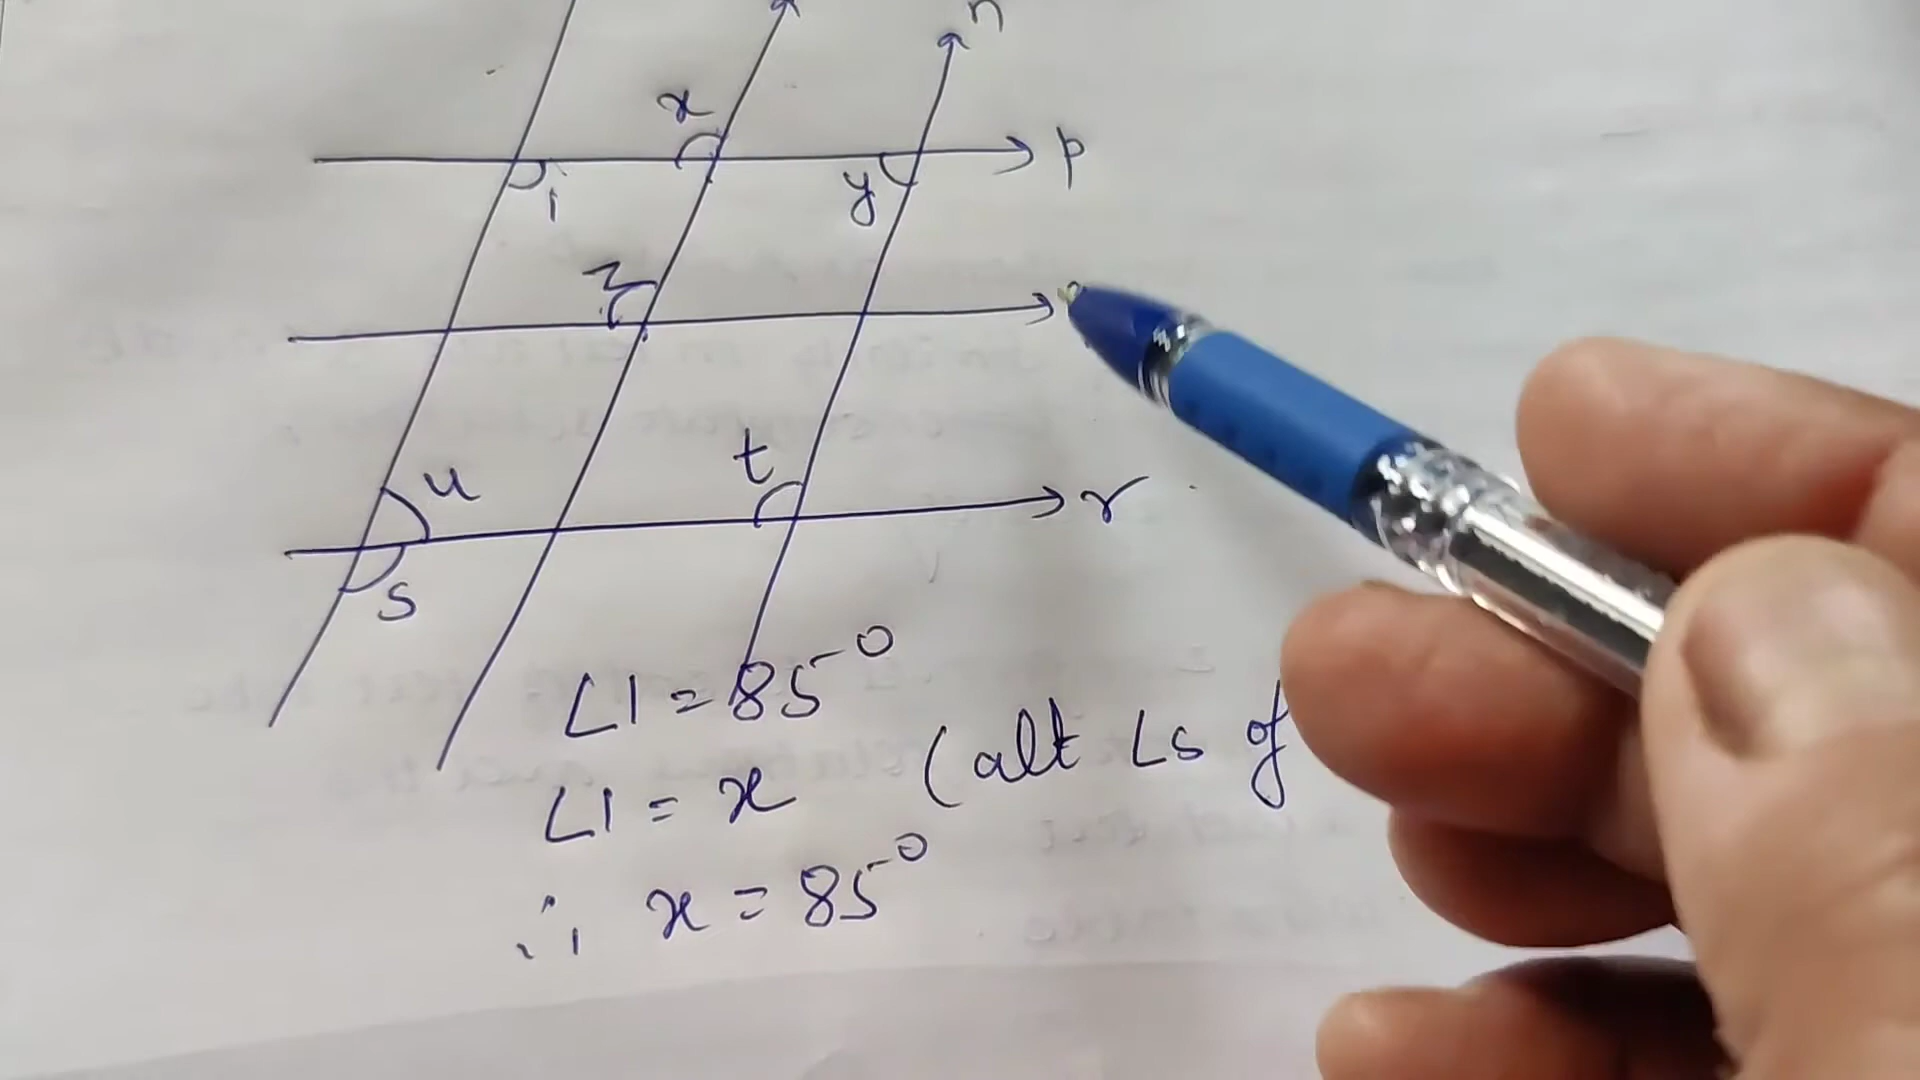 n
x
p
1
y
z
t
u
r
s
∠1 = 85°
∠1 = x (alt ∠s of
∴ x = 85°